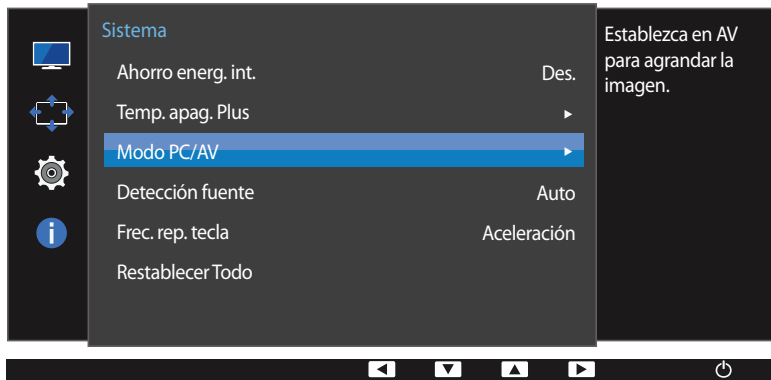 Sistema
Ahorro energ. int. Des.
Temp. apag. Plus
Modo PC/AV
Detección fuente Auto
Frec. rep. tecla Aceleración
Restablecer Todo
Establezca en AV
para agrandar la
imagen.